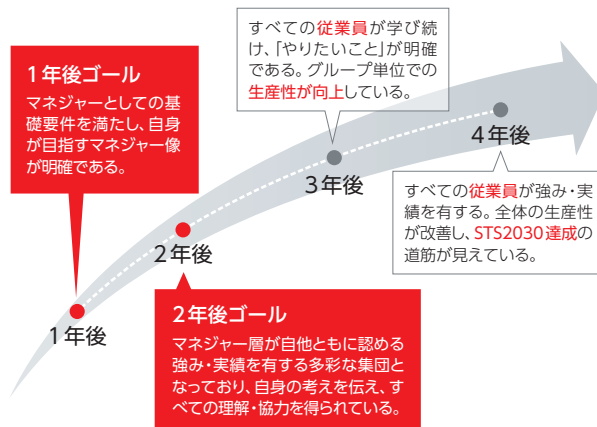 1年後ゴール
マネジャーとしての基
礎要件を満たし、自身
が目指すマネジャー像
が明確である。
すべての従業員が学び続
け、「やりたいこと」が明確
である。グループ単位での
生産性が向上している。
4年後
3年後
すべての従業員が強み・実
績を有する。全体の生産性
が改善し、STS2030達成の
道筋が見えている。
2年後
1年後
2年後ゴール
マネジャー層が自他ともに認める
強み・実績を有する多彩な集団と
なっており、自身の考えを伝え、す
べての理解・協力を得られている。